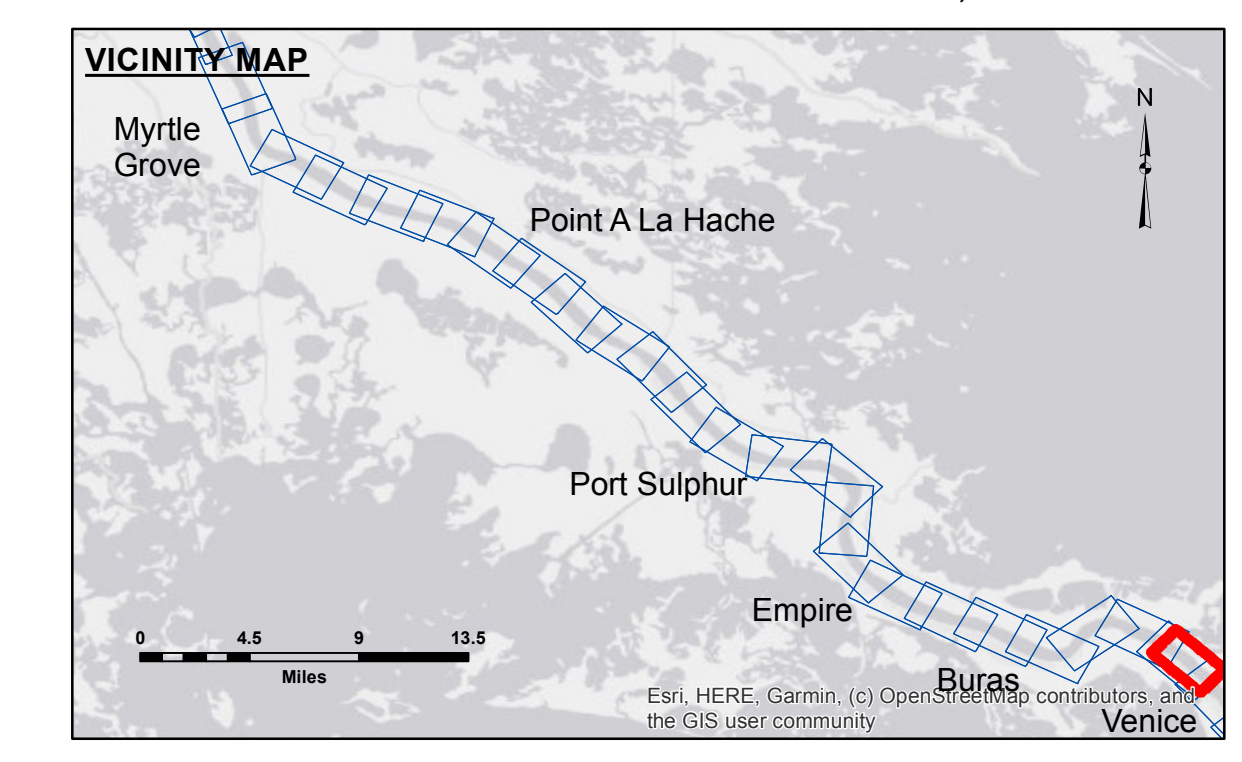 VICINITY MAP
N
Myrtle
Grove
Point A La Hache
Port Sulphur
Empire
0 4.5 9 13.5
Miles
Buras
Esri, HERE, Garmin, (c) OpenStreetMap contributors, and
the GIS user community
Venice